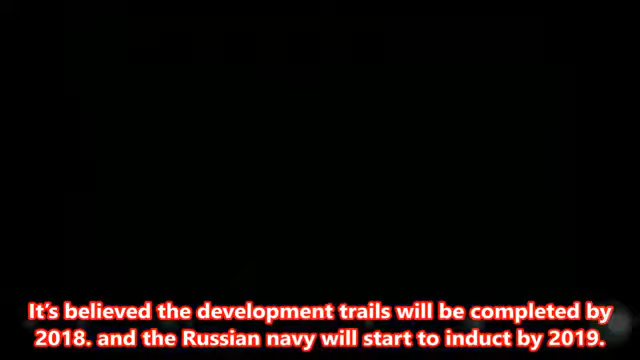 It’s believed the development trails will be completed by
2018. and the Russian navy will start to induct by 2019.